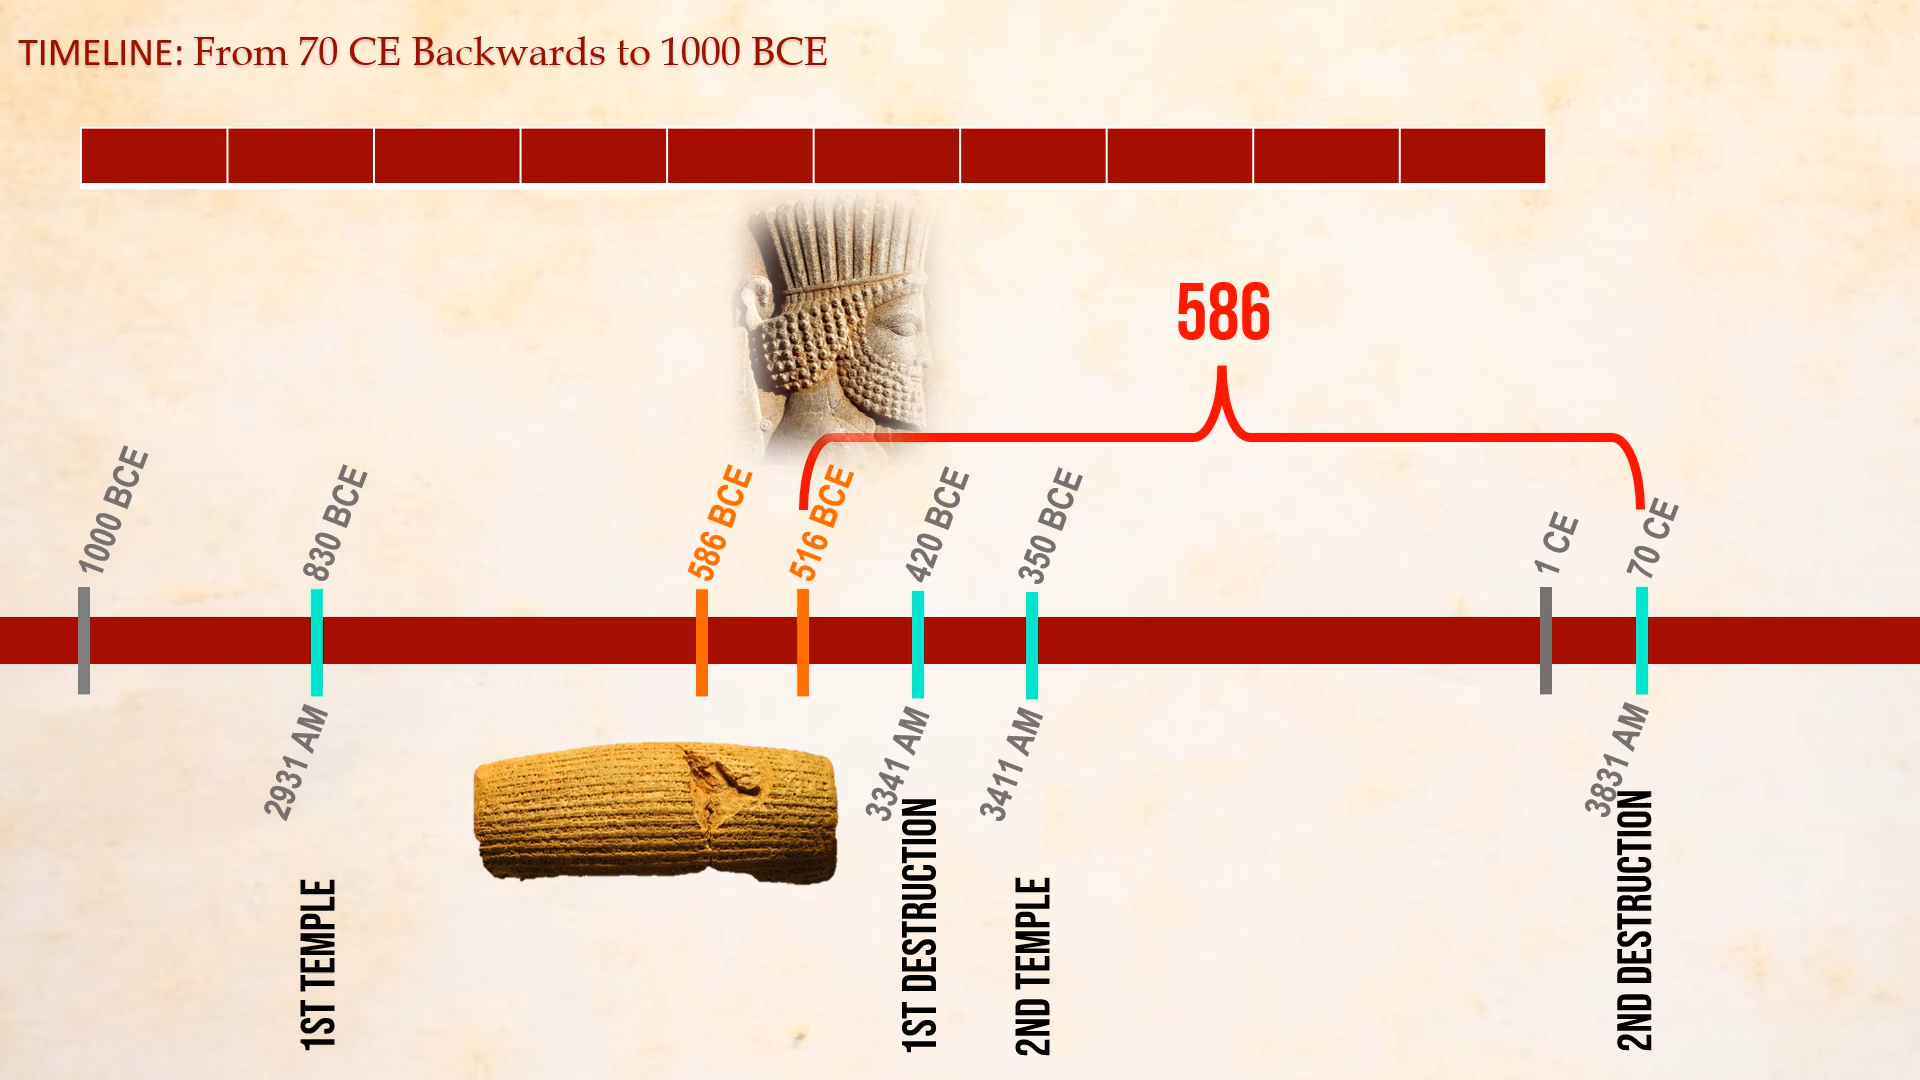 TIMELINE: From 70 CE Backwards to 1000 BCE
586
1000 BCE
830 BCE
586 BCE
516 BCE
420 BCE
350 BCE
1 CE
70 CE
2931 AM
3341 AM
3411 AM
3831 AM
1ST TEMPLE
1ST DESTRUCTION
2ND TEMPLE
2ND DESTRUCTION